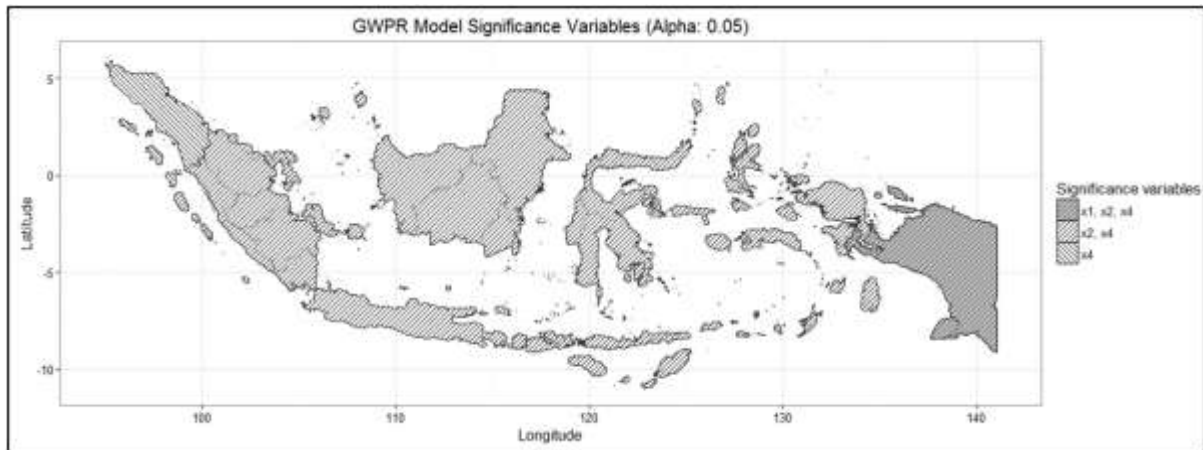 GWPR Model Significance Variables (Alpha: 0.05)
5
0
-5
-10
Latitude
100
110
120
130
140
Longitude
Significance variables
x1, x2, x4
x2, x4
x4